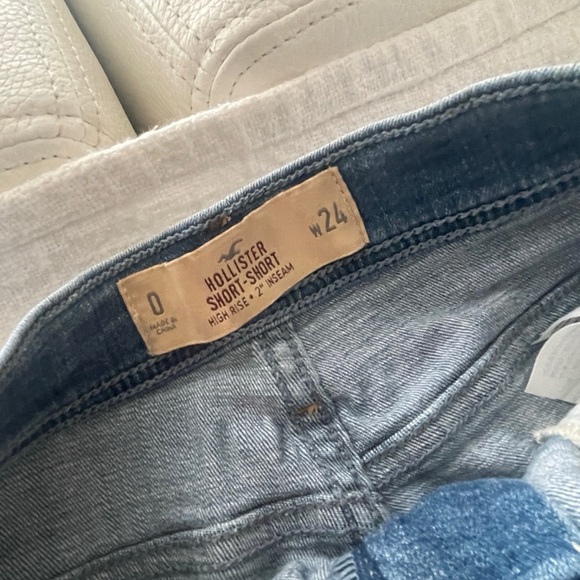 0
MADE IN
CHINA
HOLLISTER
SHORT-SHORT
HIGH RISE • 2" INSEAM
W24